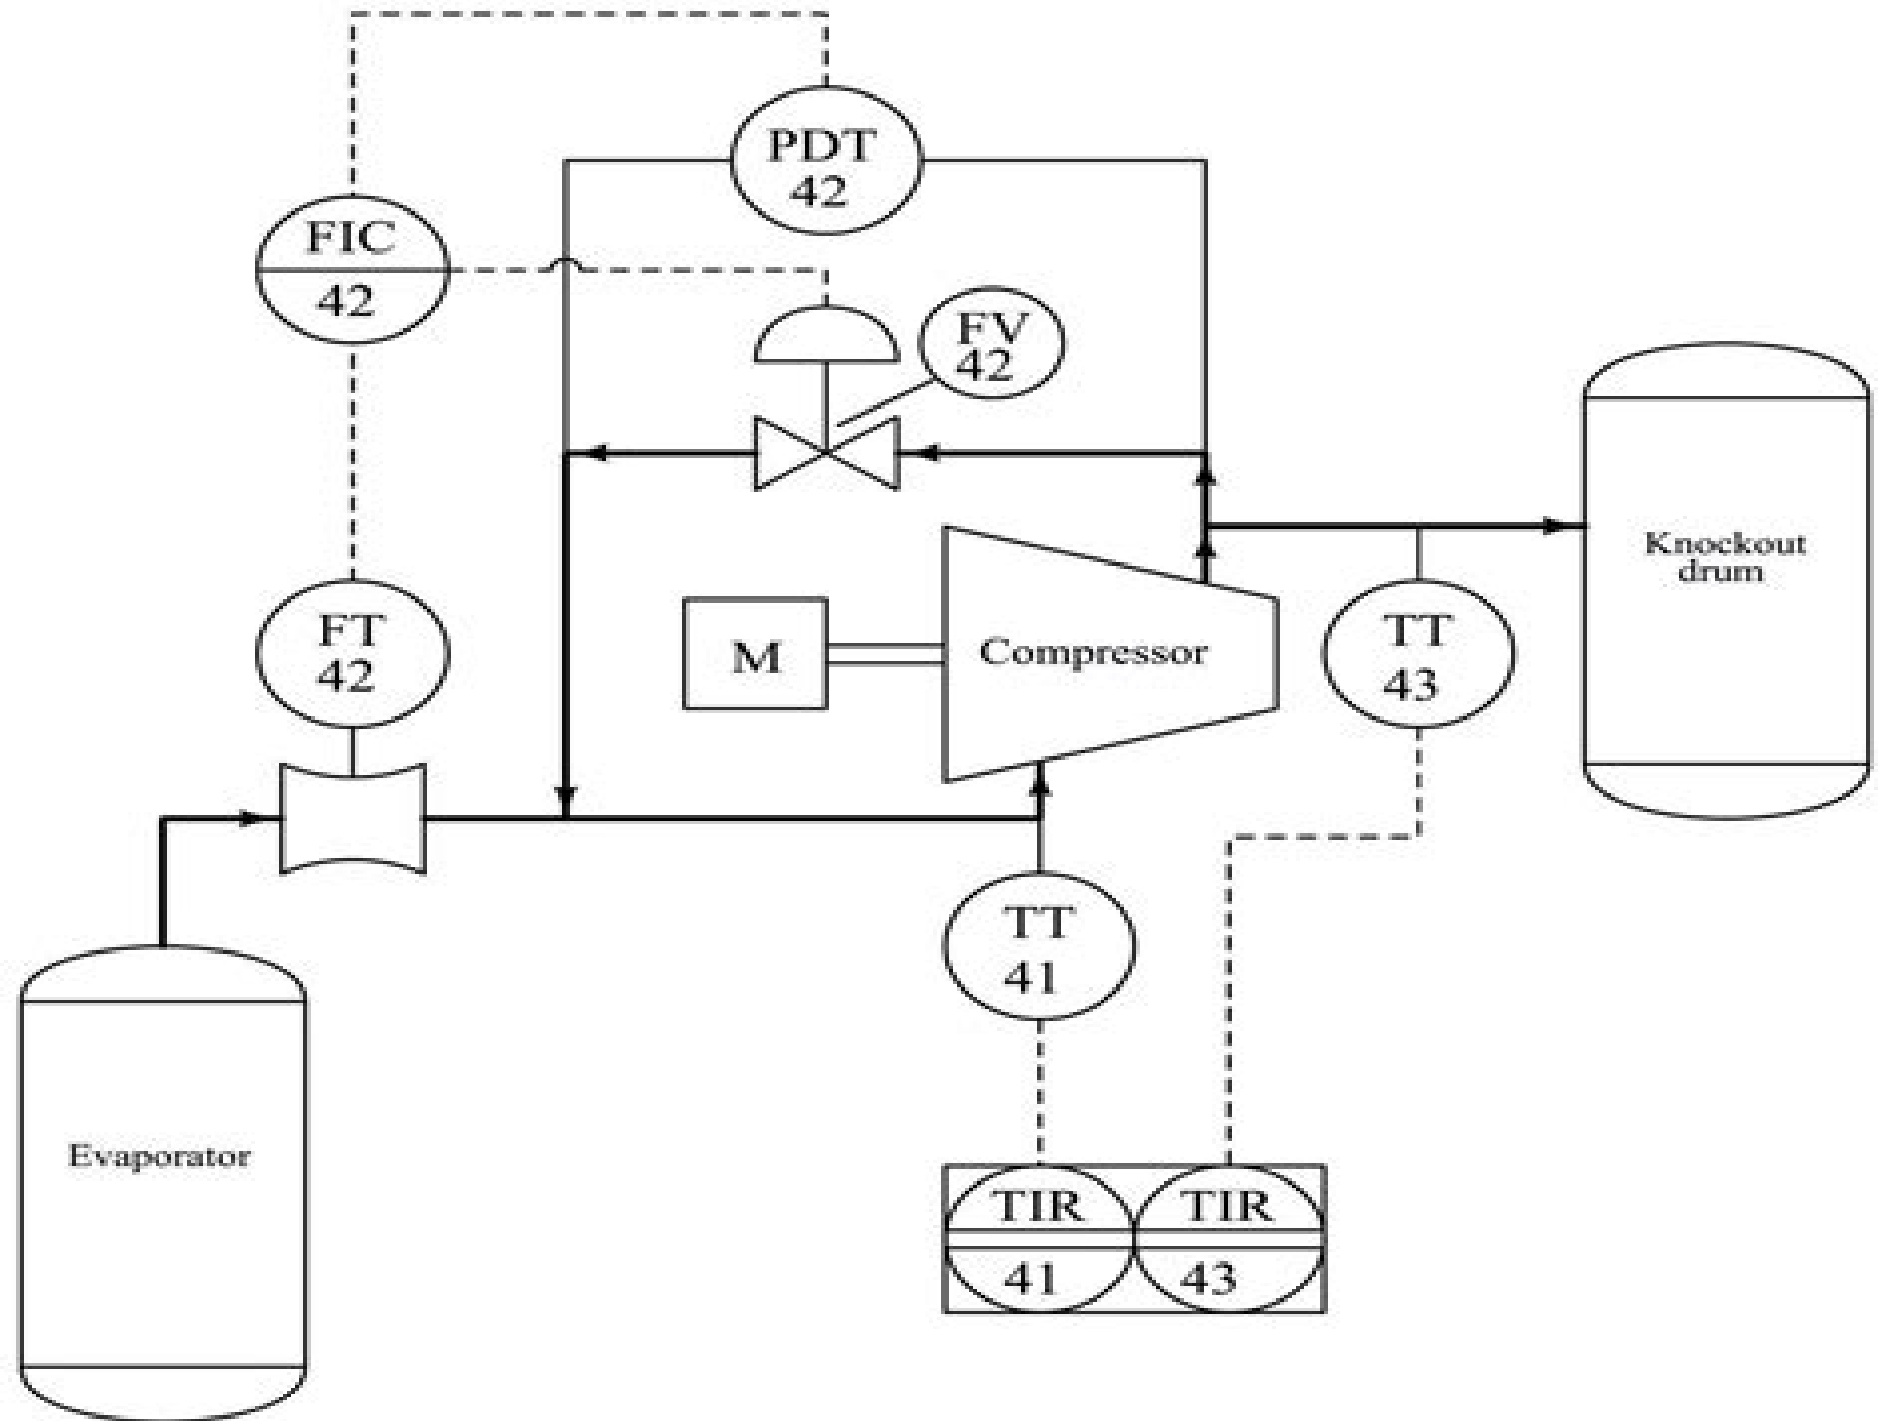 PDT
42
FIC
42
FV
42
Knockout
drum
FT
42
M
Compressor
TT
43
TT
41
Evaporator
TIR
41
TIR
43